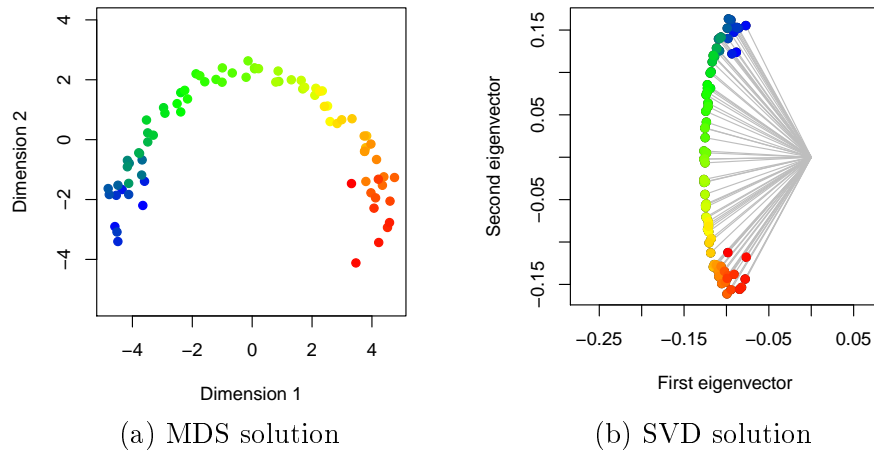 4
2
0
−2
−4
Dimension 2
−4 −2 0 2 4
Dimension 1
(a) MDS solution
0.15
0.05
−0.05
−0.15
Second eigenvector
−0.25 −0.15 −0.05 0.05
First eigenvector
(b) SVD solution